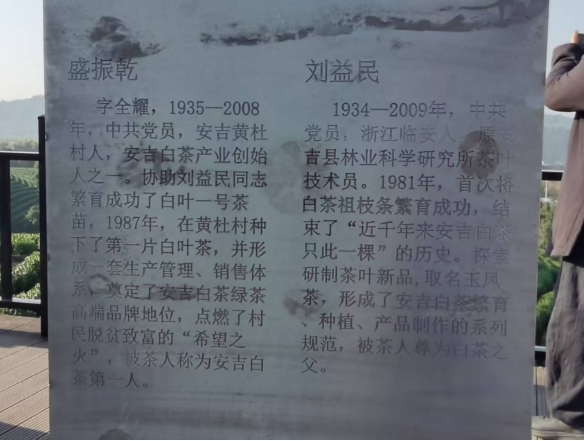 盛振乾
字全耀，1935—2008
年，中共党员，安吉黄杜
村人，安吉白茶产业创始
人之一。协助刘益民同志
繁育成功了白叶一号茶
苗，1987年，在黄杜村种
下了第一片白叶茶，并形
成一套生产管理、销售体
系，奠定了安吉白茶绿茶
高端品牌地位，点燃了村
民脱贫致富的“希望之
火”，被茶人称为安吉白
茶第一人。
刘益民
1934—2009年，中共
党员，浙江临安人，原安
吉县林业科学研究所茶叶
技术员。1981年，首次将
白茶祖枝条繁育成功，结
束了“近千年来安吉白茶
只此一棵”的历史。探索
研制茶叶新品,取名玉凤
茶，形成了安吉白茶繁育
、种植、产品制作的系列
规范，被茶人尊为白茶之
父。